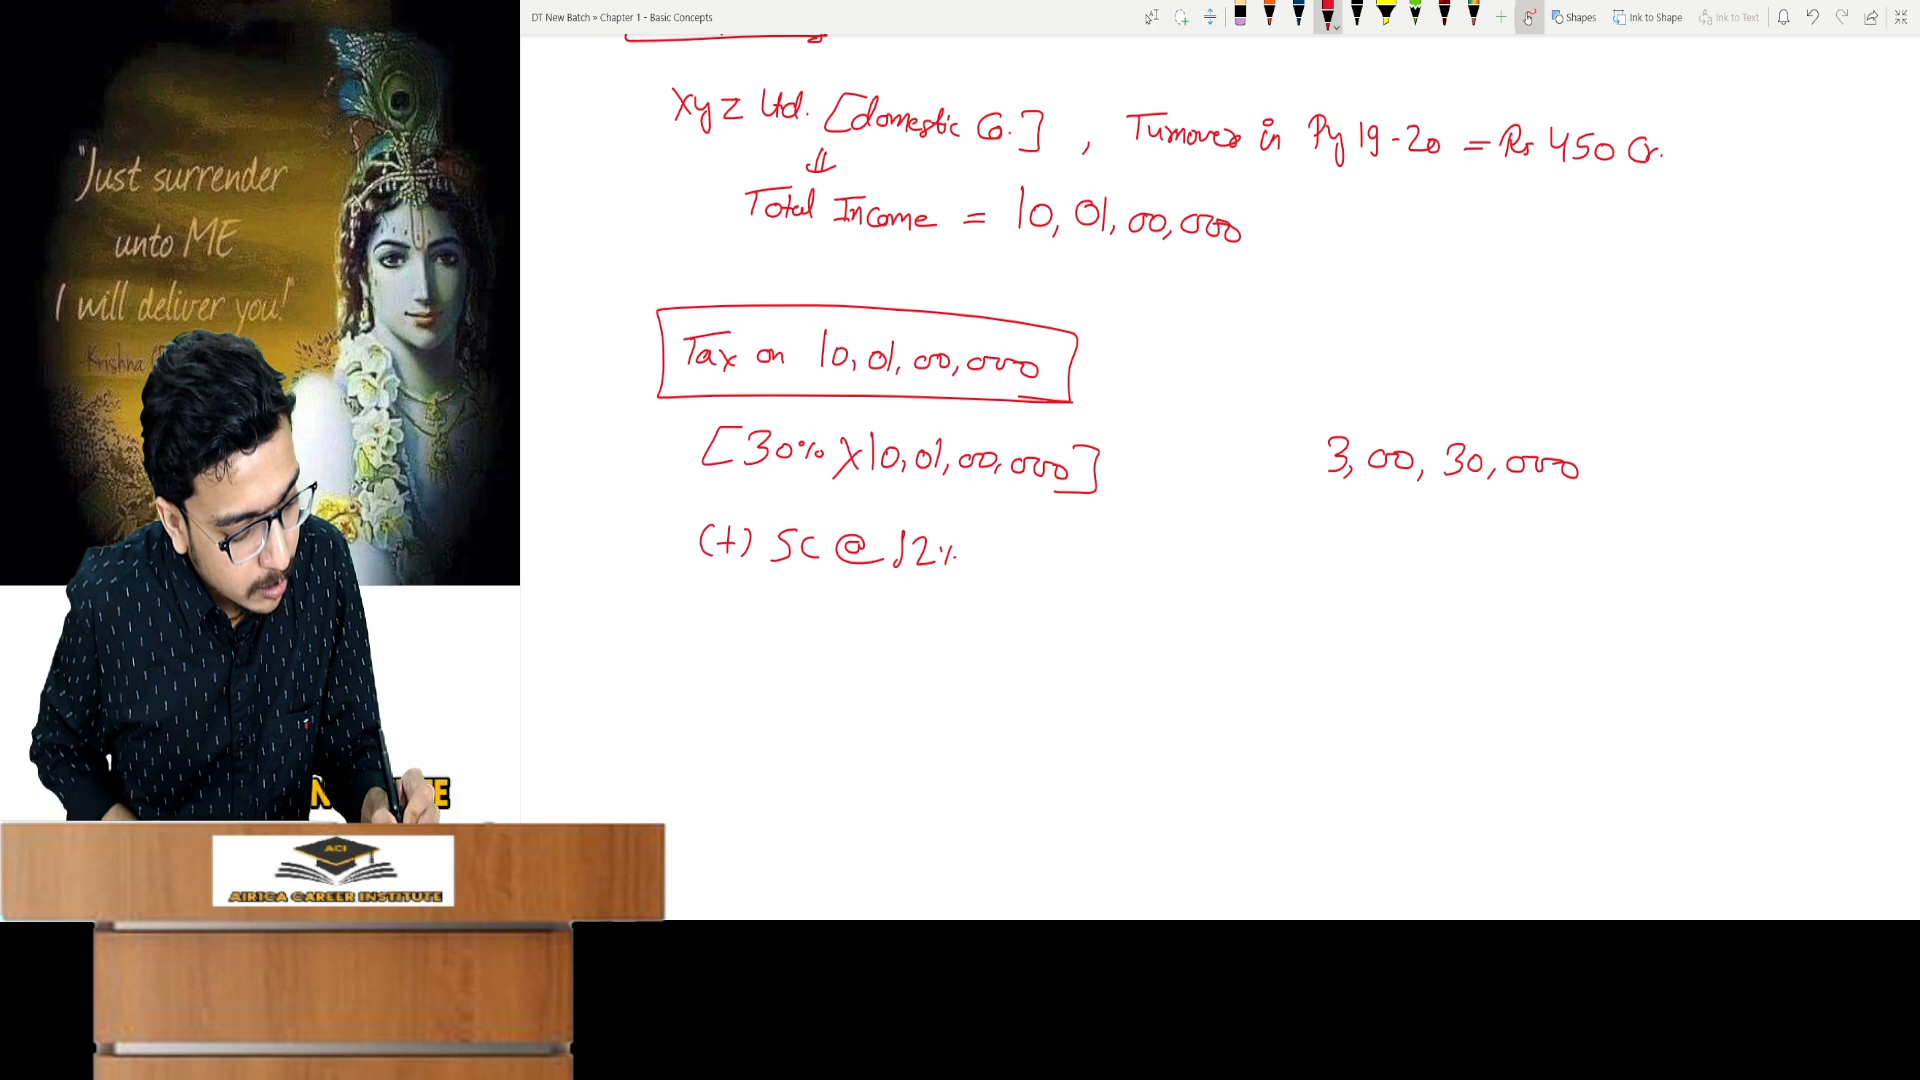 DT New Batch » Chapter 1 - Basic Concepts
Shapes
Ink to Shape
Ink to Text
"Just surrender
unto ME
I will deliver you!"
Krishna
XYZ Ltd. [domestic Co.] , Turnover in Py 19-20 = Rs 450 Cr.
⇓
Total Income = 10,01,00,000
Tax on 10,01,00,000
[30% X 10,01,00,000] 3,00,30,000
(+) SC @ 12%
ACI
AIRICA CAREER INSTITUTE